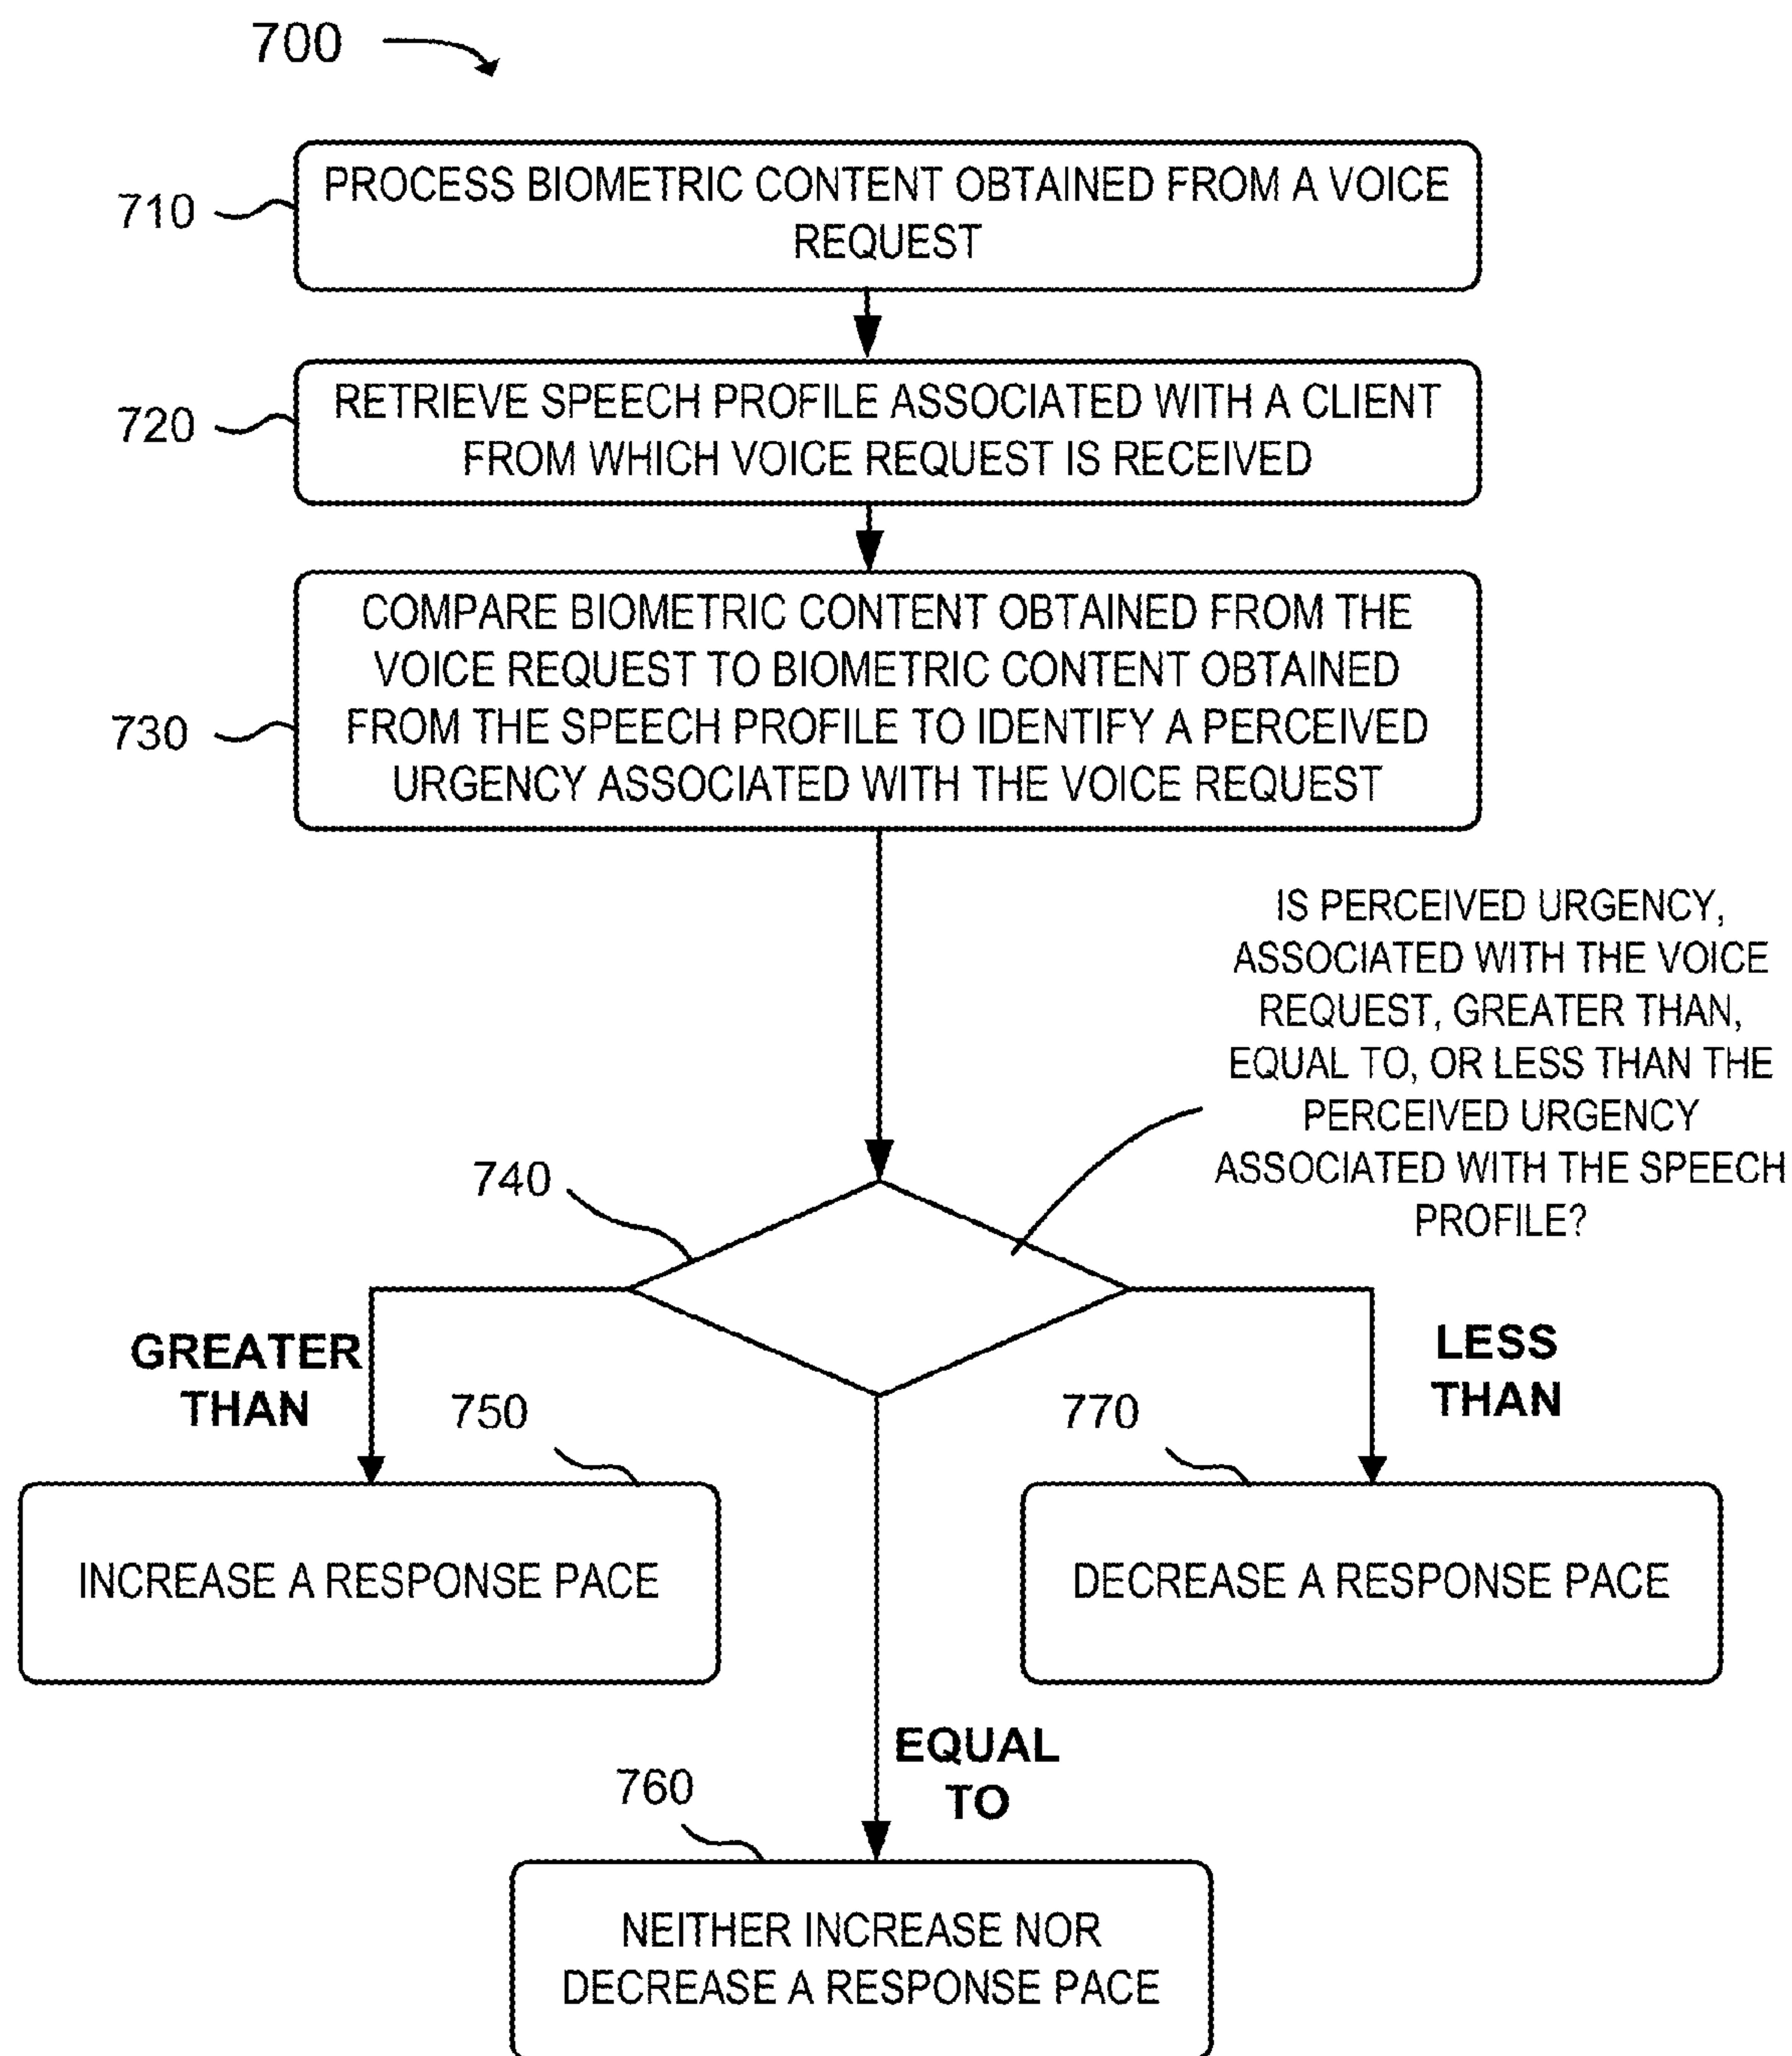 700
710
PROCESS BIOMETRIC CONTENT OBTAINED FROM A VOICE
REQUEST
720
RETRIEVE SPEECH PROFILE ASSOCIATED WITH A CLIENT
FROM WHICH VOICE REQUEST IS RECEIVED
730
COMPARE BIOMETRIC CONTENT OBTAINED FROM THE
VOICE REQUEST TO BIOMETRIC CONTENT OBTAINED
FROM THE SPEECH PROFILE TO IDENTIFY A PERCEIVED
URGENCY ASSOCIATED WITH THE VOICE REQUEST
IS PERCEIVED URGENCY,
ASSOCIATED WITH THE VOICE
REQUEST, GREATER THAN,
EQUAL TO, OR LESS THAN THE
PERCEIVED URGENCY
ASSOCIATED WITH THE SPEECH
PROFILE?
740
GREATER
THAN
LESS
THAN
750
INCREASE A RESPONSE PACE
770
DECREASE A RESPONSE PACE
EQUAL
TO
760
NEITHER INCREASE NOR
DECREASE A RESPONSE PACE